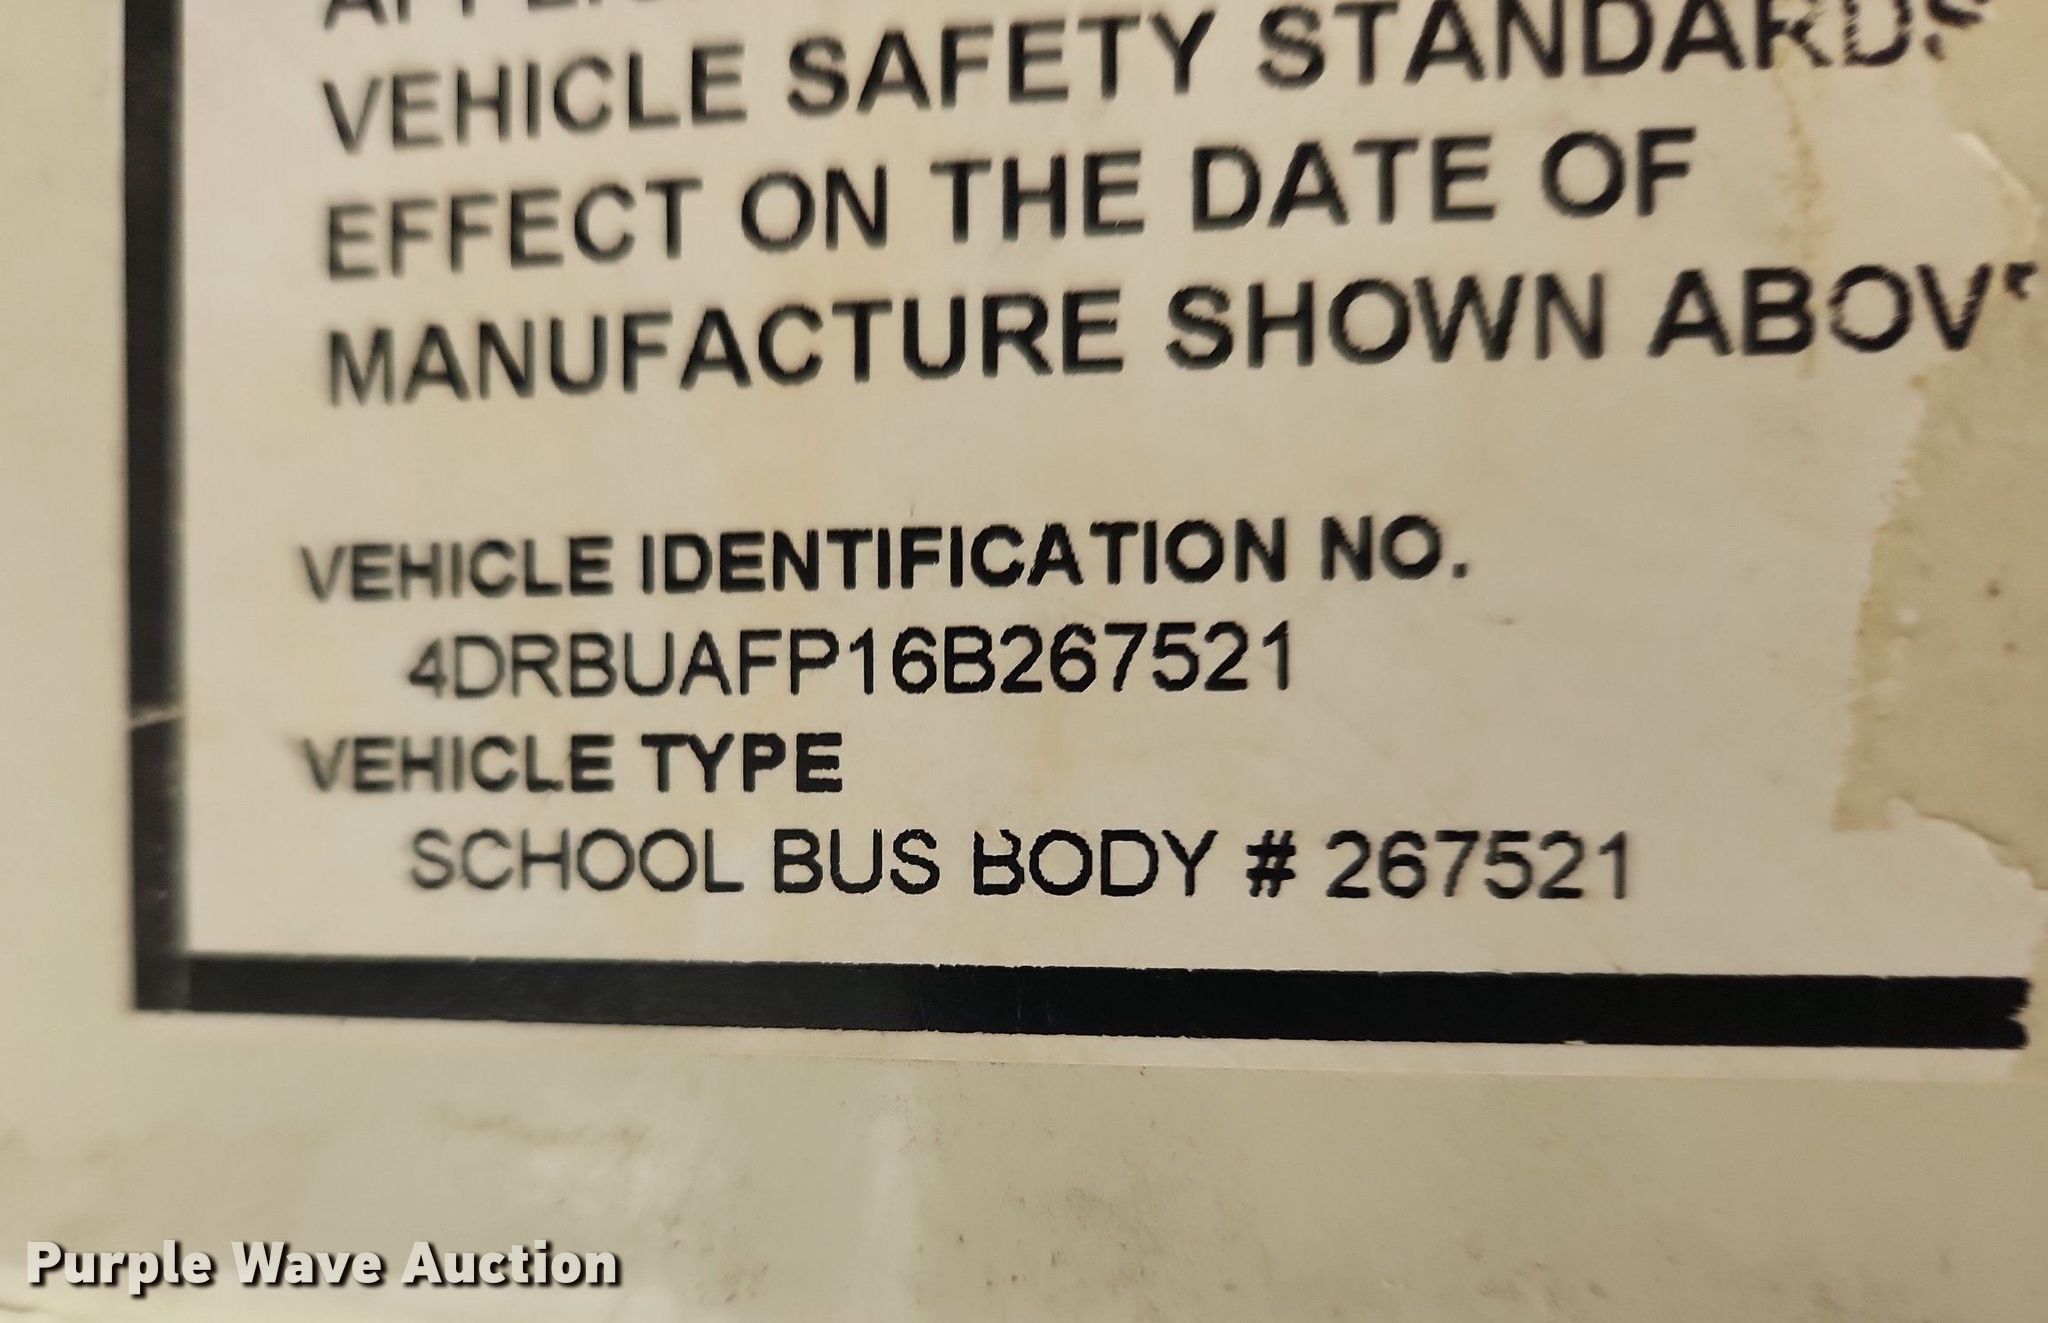 VEHICLE SAFETY STANDARDS
EFFECT ON THE DATE OF
MANUFACTURE SHOWN ABOV
VEHICLE IDENTIFICATION NO.
4DRBUAFP16B267521
VEHICLE TYPE
SCHOOL BUS BODY # 267521
Purple Wave Auction